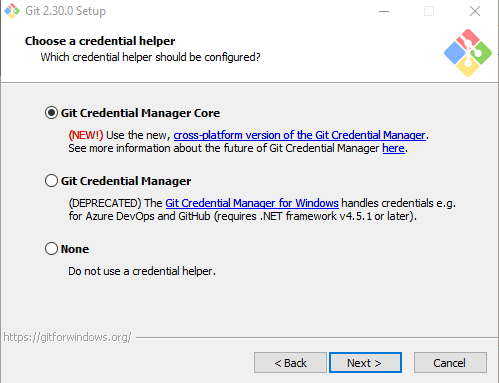 Git 2.30.0 Setup
Choose a credential helper
Which credential helper should be configured?
Git Credential Manager Core
(NEW!) Use the new, cross-platform version of the Git Credential Manager.
See more information about the future of Git Credential Manager here.
Git Credential Manager
(DEPRECATED) The Git Credential Manager for Windows handles credentials e.g.
for Azure DevOps and GitHub (requires .NET framework v4.5.1 or later).
None
Do not use a credential helper.
https://gitforwindows.org/
< Back Next > Cancel